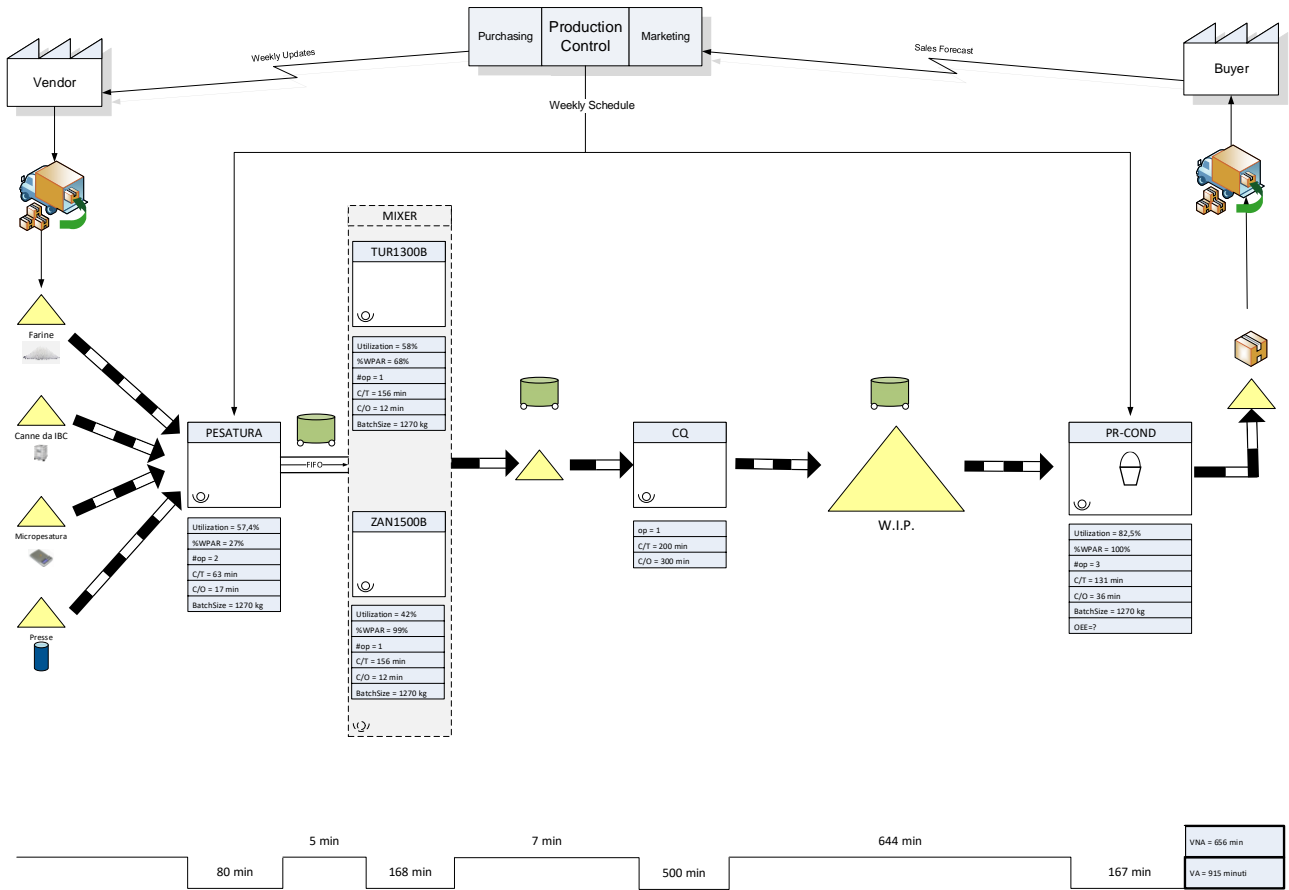 Purchasing
Production
Control
Marketing
Weekly Updates
Sales Forecast
Vendor
Buyer
Weekly Schedule
MIXER
TUR1300B
Utilization = 58%
%WPAR = 68%
#op = 1
C/T = 156 min
C/O = 12 min
BatchSize = 1270 kg
Farine
Canne da IBC
Micropesatura
Presse
PESATURA
Utilization = 57,4%
%WPAR = 27%
#op = 2
C/T = 63 min
C/O = 17 min
BatchSize = 1270 kg
FIFO
ZAN1500B
Utilization = 42%
%WPAR = 99%
#op = 1
C/T = 156 min
C/O = 12 min
BatchSize = 1270 kg
CQ
op = 1
C/T = 200 min
C/O = 300 min
W.I.P.
PR-COND
Utilization = 82,5%
%WPAR = 100%
#op = 3
C/T = 131 min
C/O = 36 min
BatchSize = 1270 kg
OEE=?
5 min
7 min
644 min
VNA = 656 min
80 min
168 min
500 min
167 min
VA = 915 minuti